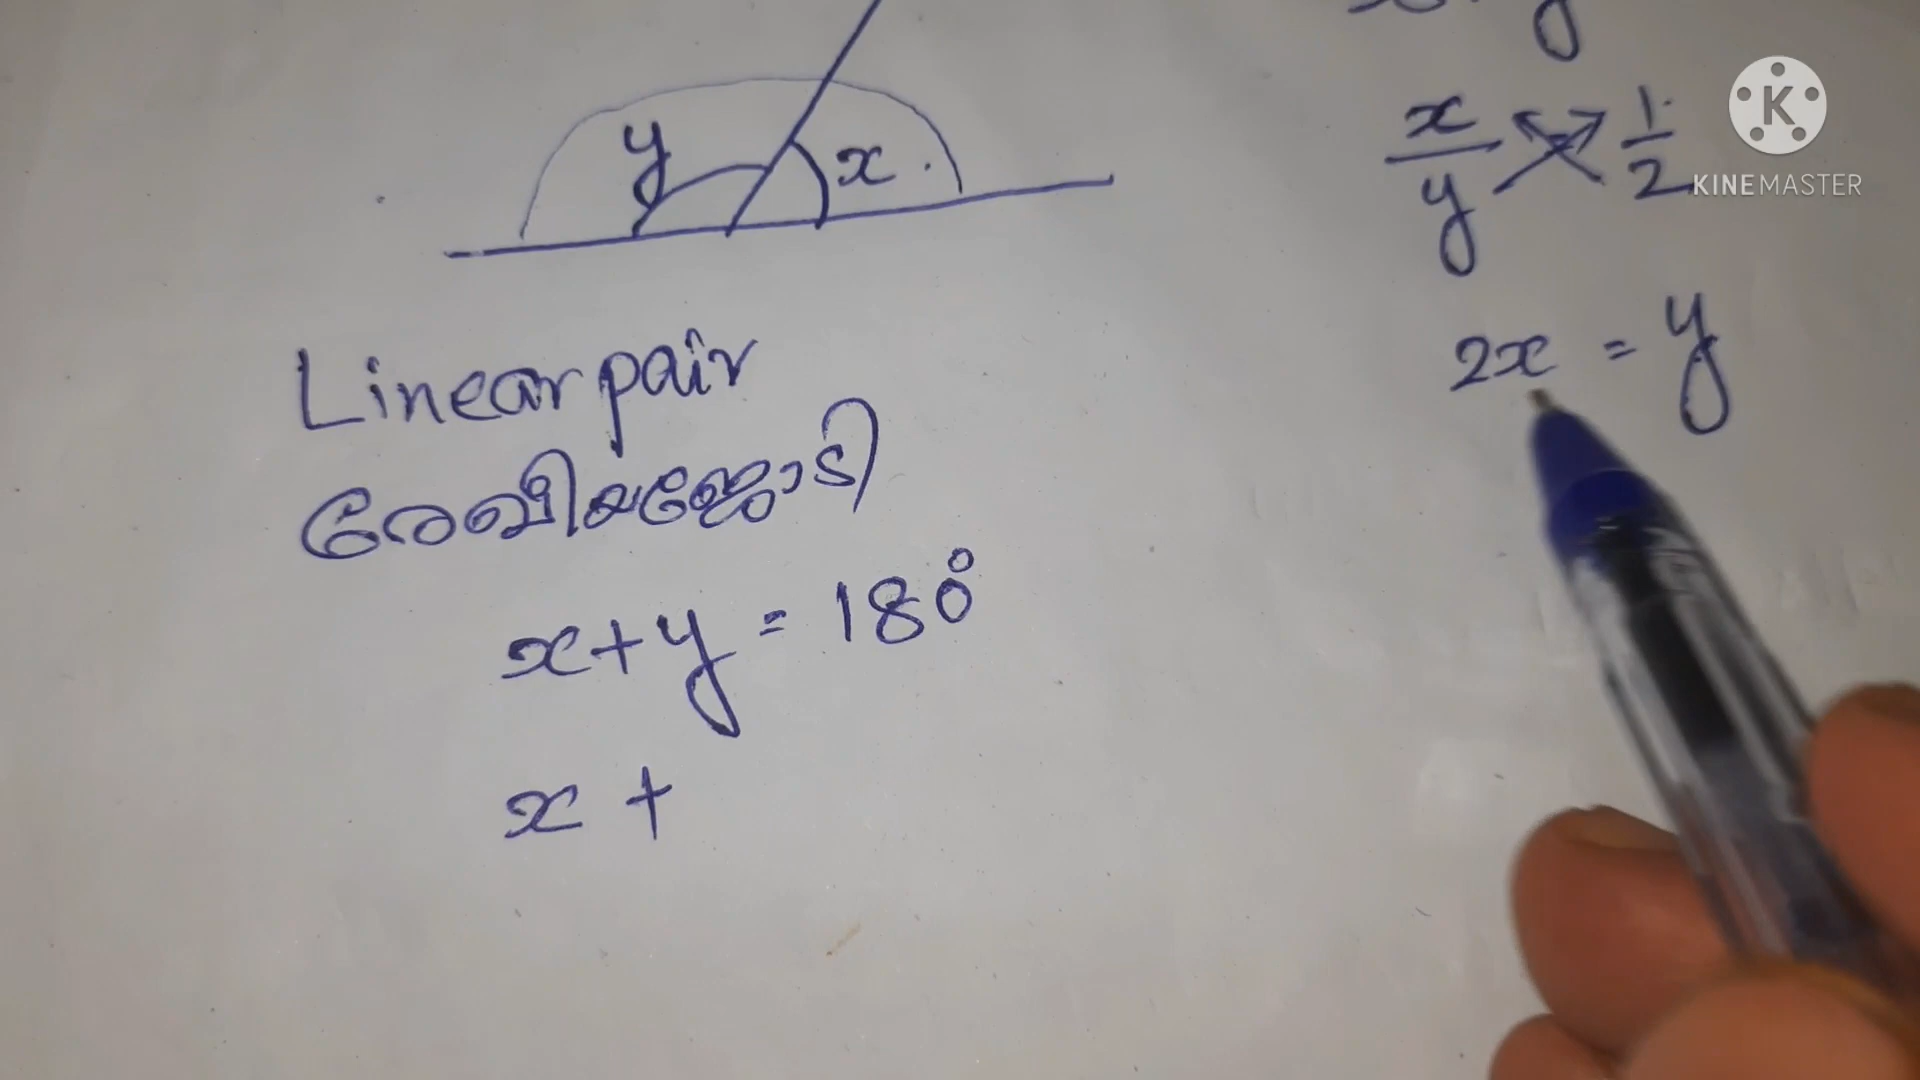 y
x
Linear pair
രേഖീയജോടി
x + y = 180°
x +
x/y 1/2
2x = y
KINEMASTER